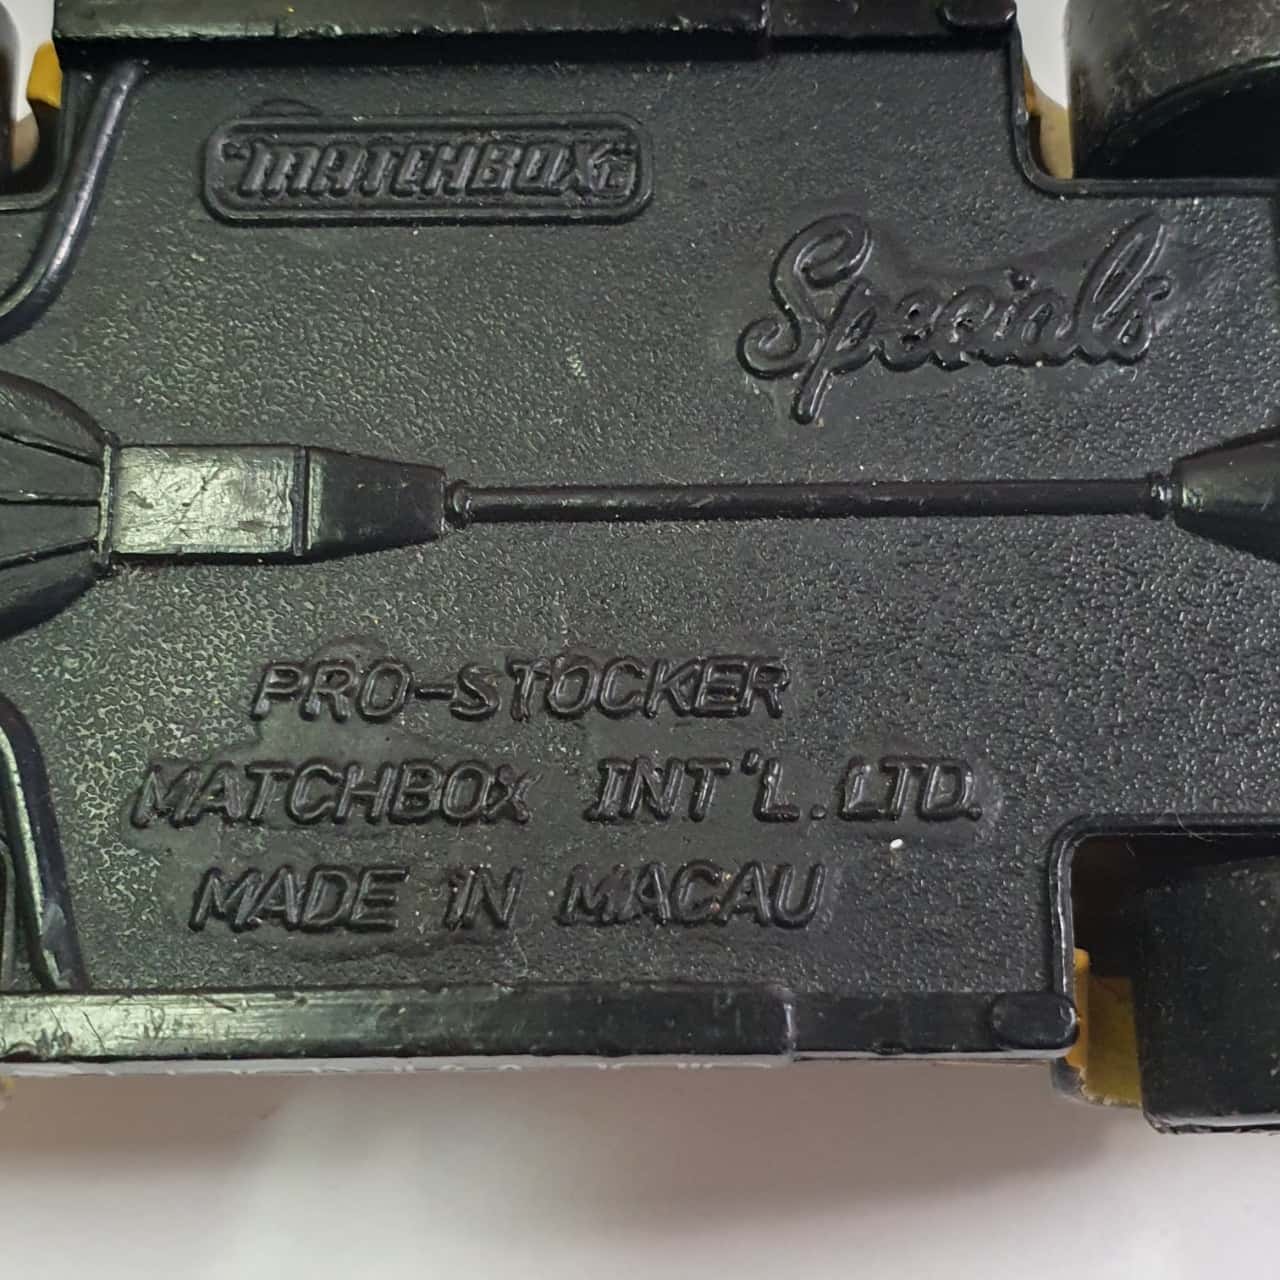 "MATCHBOX"
Specials
PRO-STOCKER
MATCHBOX INT'L. LTD.
MADE IN MACAU